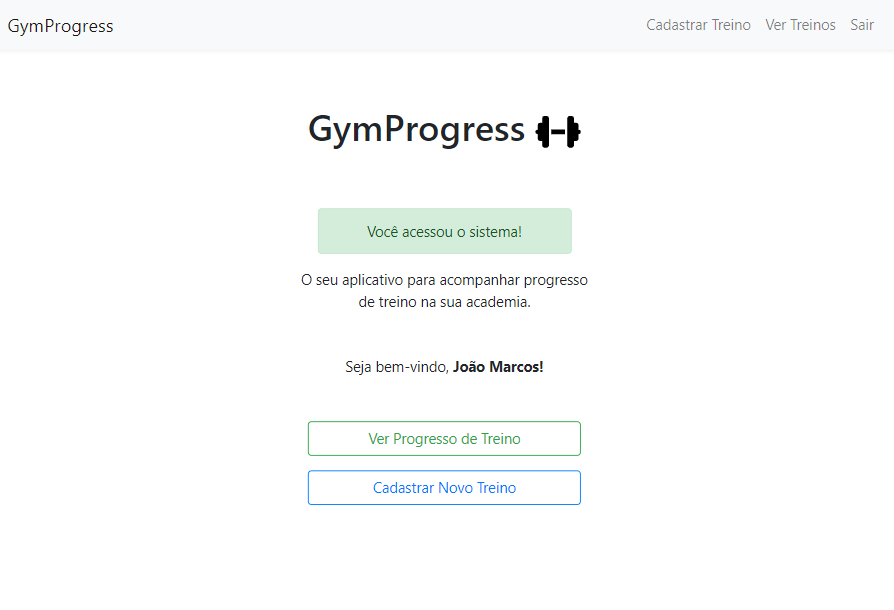 GymProgress
Cadastrar Treino Ver Treinos Sair
GymProgress
Você acessou o sistema!
O seu aplicativo para acompanhar progresso
de treino na sua academia.
Seja bem-vindo, João Marcos!
Ver Progresso de Treino
Cadastrar Novo Treino